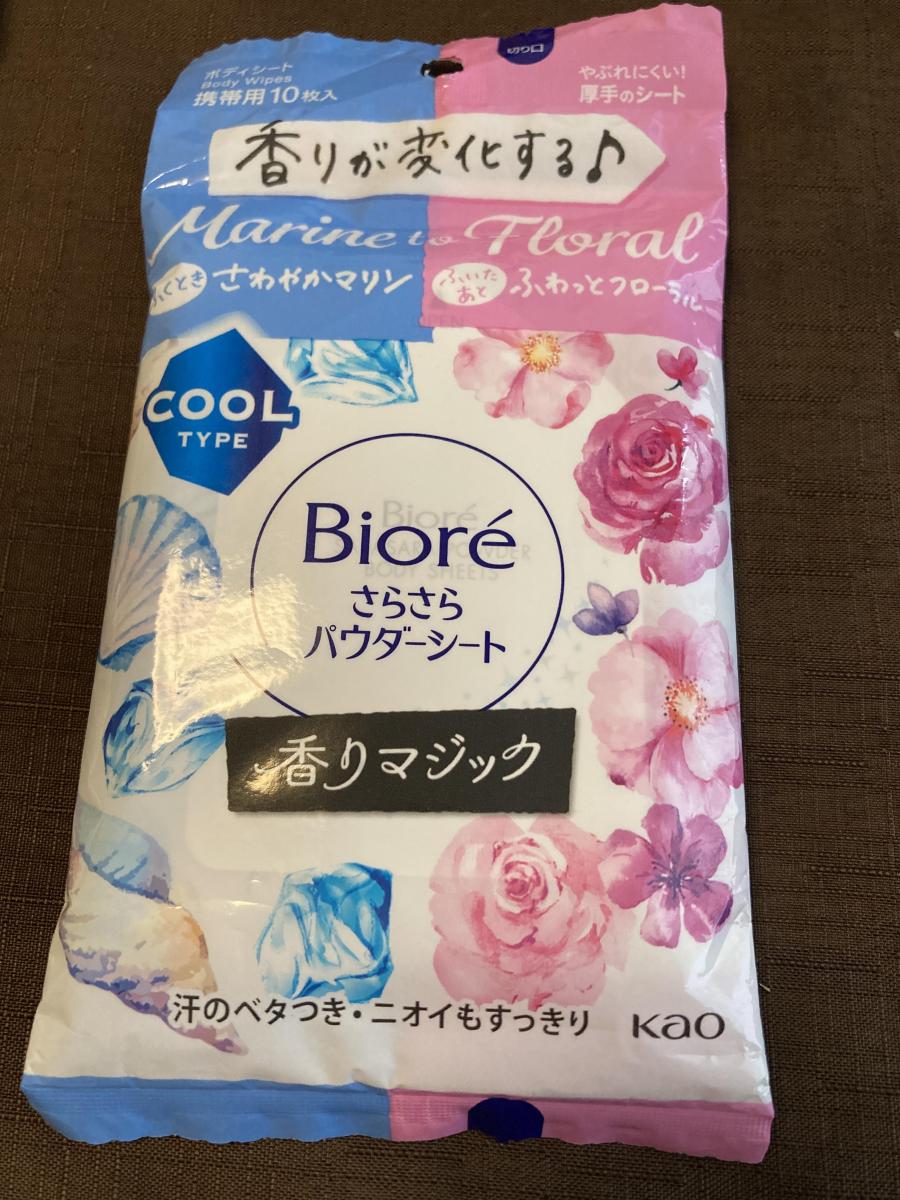 切り口
ボディシート
Body Wipes
携帯用10枚入
やぶれにくい!
厚手のシート
香りが変化する♪
Marine to Floral
ふくとき さわやかマリン
ふいた
あと
ふわっとフローラル
OPEN
COOL
TYPE
Bioré
さらさら
パウダーシート
Bioré
POWDER
BODY SHEETS
香りマジック
汗のベタつき・ニオイもすっきり
Kao